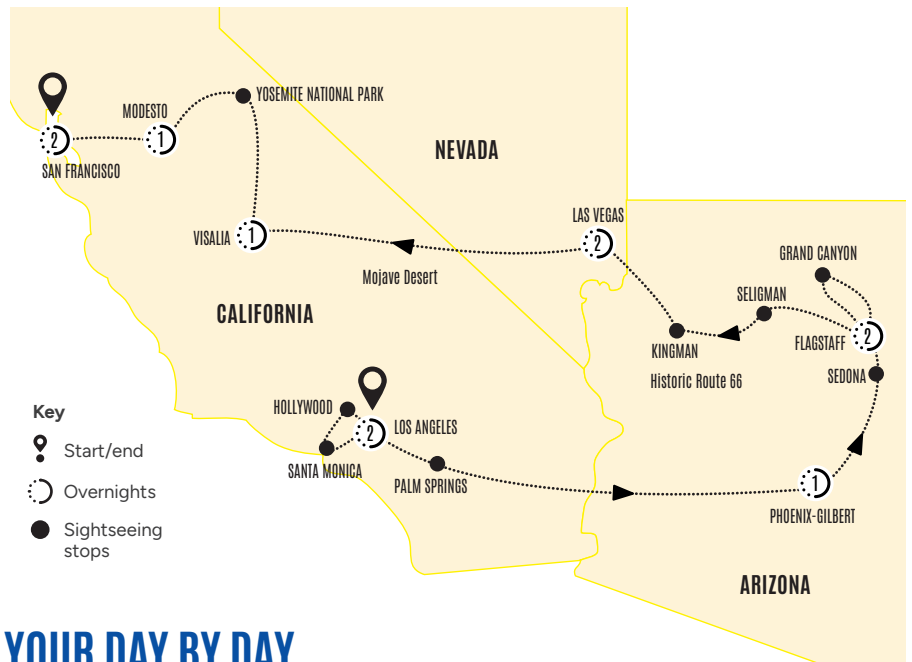 YOSEMITE NATIONAL PARK
MODESTO
2
1
SAN FRANCISCO
NEVADA
LAS VEGAS
2
VISALIA
1
Mojave Desert
GRAND CANYON
SELIGMAN
CALIFORNIA
FLAGSTAFF
2
KINGMAN
Historic Route 66
SEDONA
Key
Start/end
Overnights
Sightseeing
stops
HOLLYWOOD
2
LOS ANGELES
SANTA MONICA
PALM SPRINGS
1
PHOENIX-GILBERT
ARIZONA
YOUR DAY BY DAY